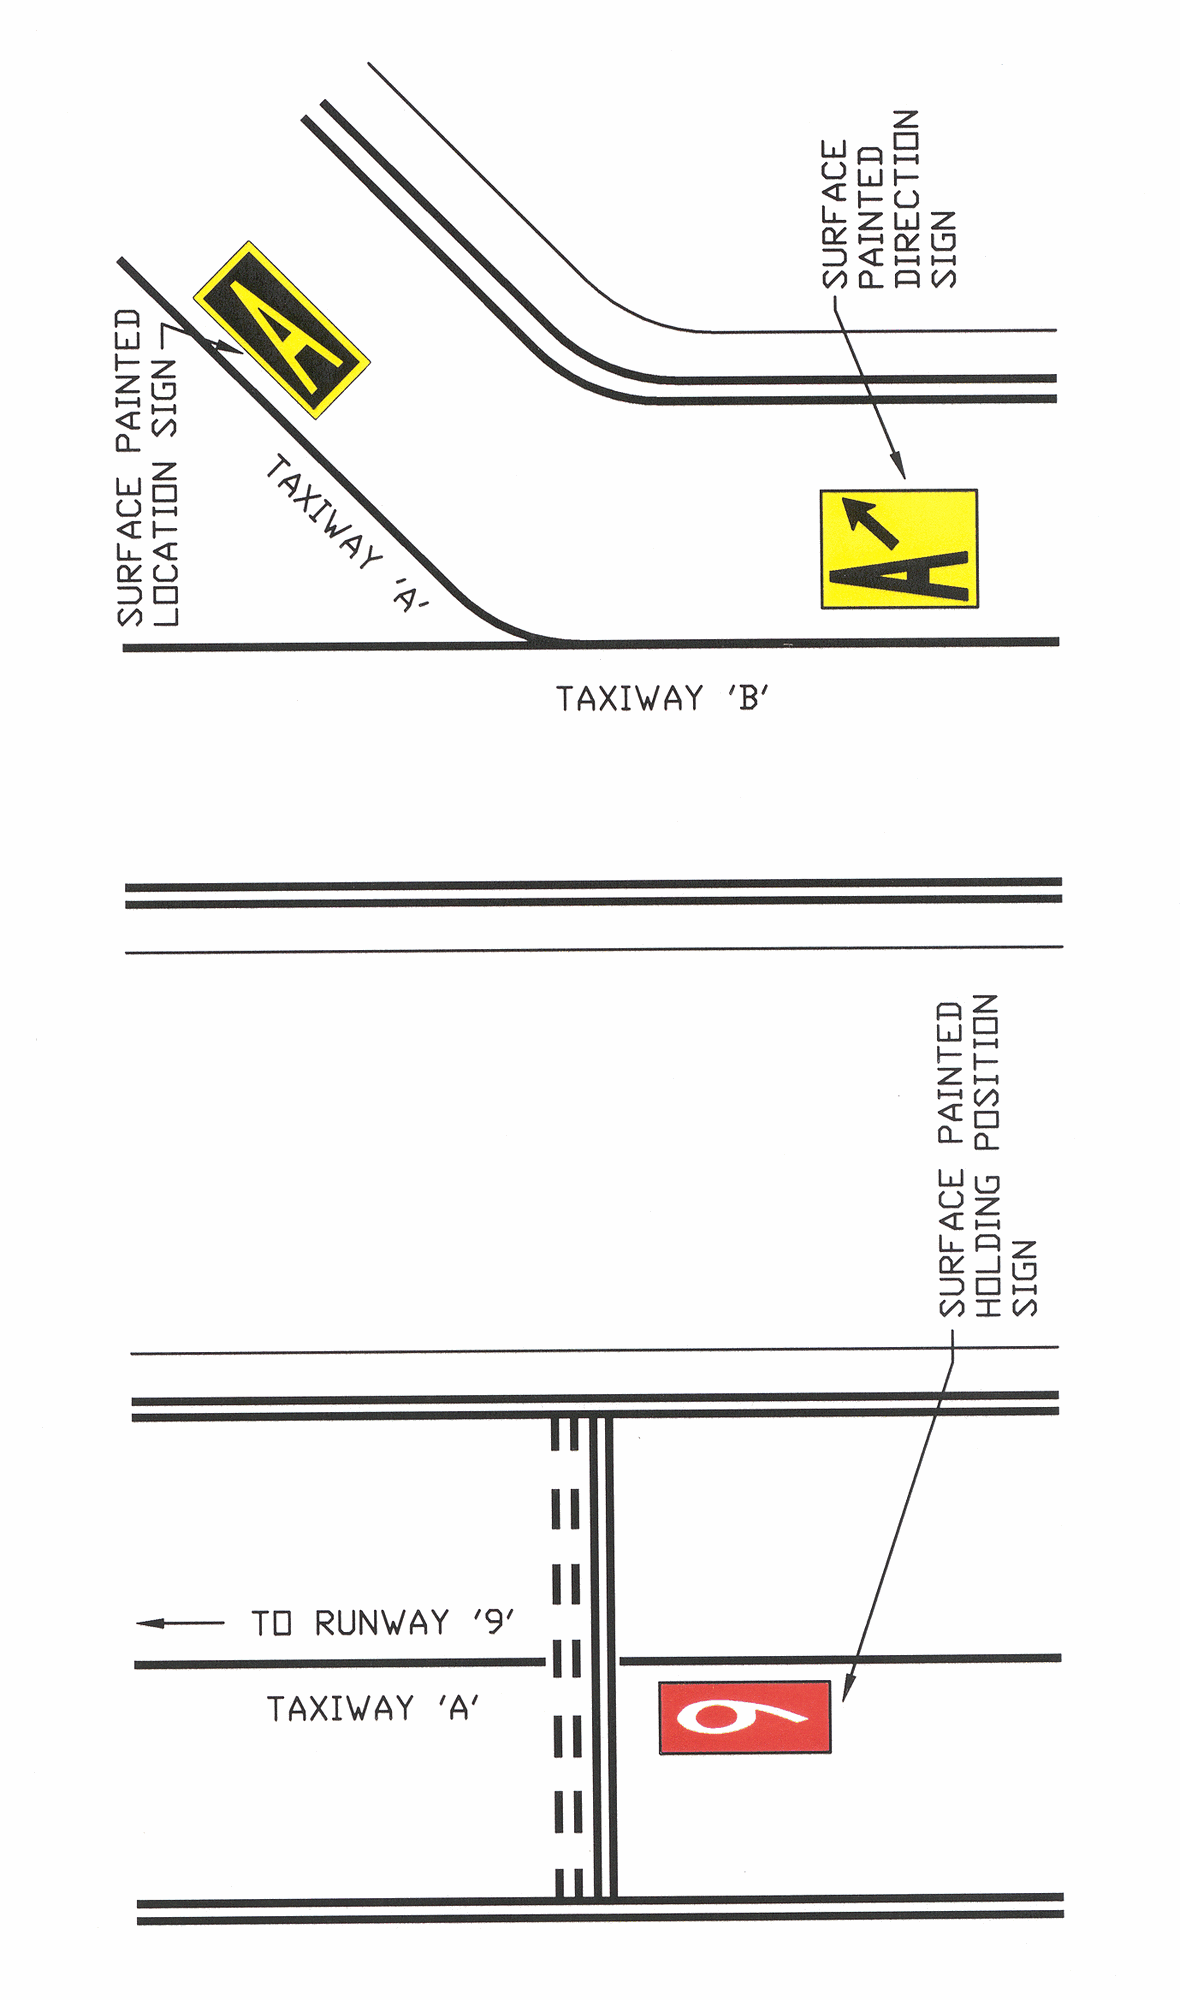 SURFACE PAINTED
LOCATION SIGN
A
TAXIWAY 'A'
SURFACE
PAINTED
DIRECTION
SIGN
A
TAXIWAY 'B'
SURFACE PAINTED
HOLDING POSITION
SIGN
TO RUNWAY '9'
TAXIWAY 'A'
9